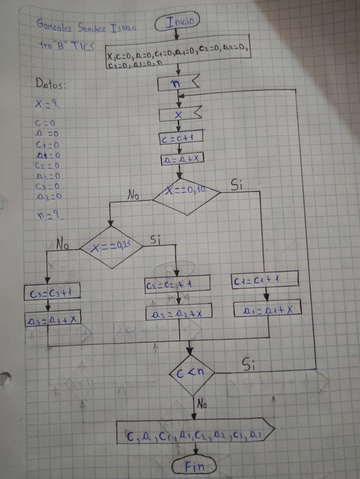 Inicio
Gonzalez Sanchez Isaac
1ro "B" TICS
X, c=0, a=0, c1=0, a1=0, c2=0, a2=0,
c3=0, a3=0, n
Datos:
n
X=?
X
c=0
a=0
c=c+1
c1=0
a1=0
a=a+X
c2=0
a2=0
c3=0
a3=0
n=?
No
X==0,10
Si
No
X==0,25
Si
c3=c3+1
a3=a3+X
c2=c2+1
a2=a2+X
c1=c1+1
a1=a1+X
c<n
Si
No
c, a, c1, a1, c2, a2, c3, a3
Fin